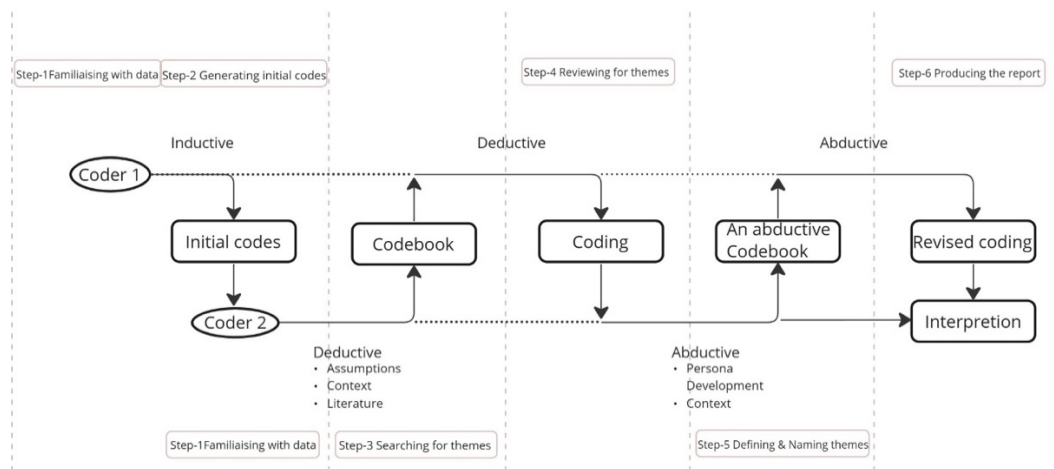 Step-1Familiaising with data
Step-2 Generating initial codes
Step-4 Reviewing for themes
Step-6 Producing the report
Inductive
Deductive
Abductive
Coder 1
Initial codes
Codebook
Coding
An abductive
Codebook
Revised coding
Coder 2
Interpretion
Deductive
• Assumptions
• Context
• Literature
Abductive
• Persona
Development
• Context
Step-1Familiaising with data
Step-3 Searching for themes
Step-5 Defining & Naming themes